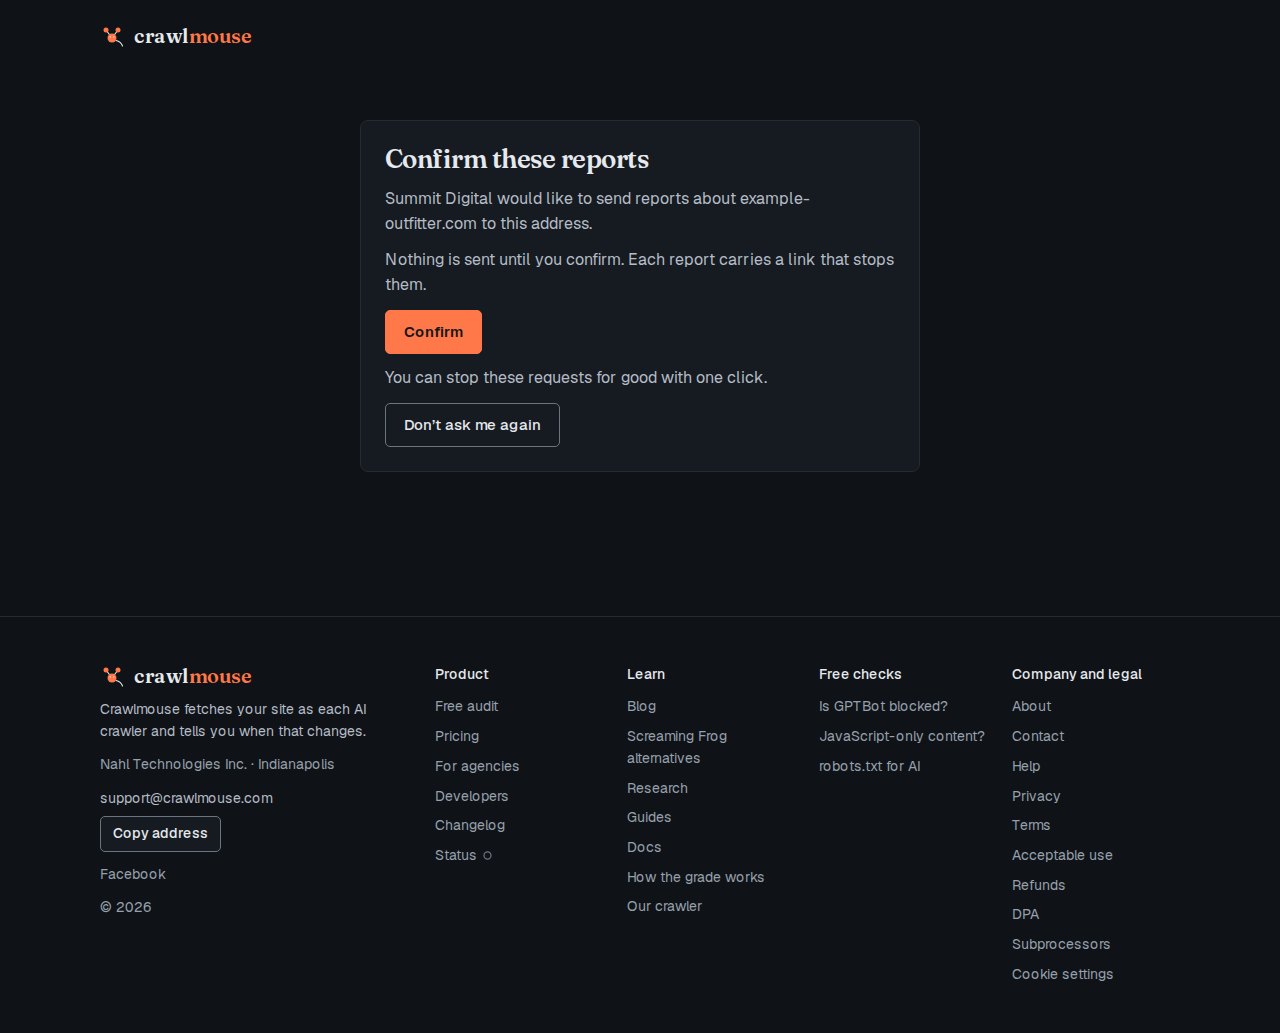 crawlmouse
Confirm these reports
Summit Digital would like to send reports about example-
outfitter.com to this address.
Nothing is sent until you confirm. Each report carries a link that stops
them.
Confirm
You can stop these requests for good with one click.
Don't ask me again
crawlmouse
Crawlmouse fetches your site as each AI
crawler and tells you when that changes.
Nahl Technologies Inc. · Indianapolis
support@crawlmouse.com
Copy address
Facebook
© 2026
Product
Free audit
Pricing
For agencies
Developers
Changelog
Status
Learn
Blog
Screaming Frog
alternatives
Research
Guides
Docs
How the grade works
Our crawler
Free checks
Is GPTBot blocked?
JavaScript-only content?
robots.txt for AI
Company and legal
About
Contact
Help
Privacy
Terms
Acceptable use
Refunds
DPA
Subprocessors
Cookie settings